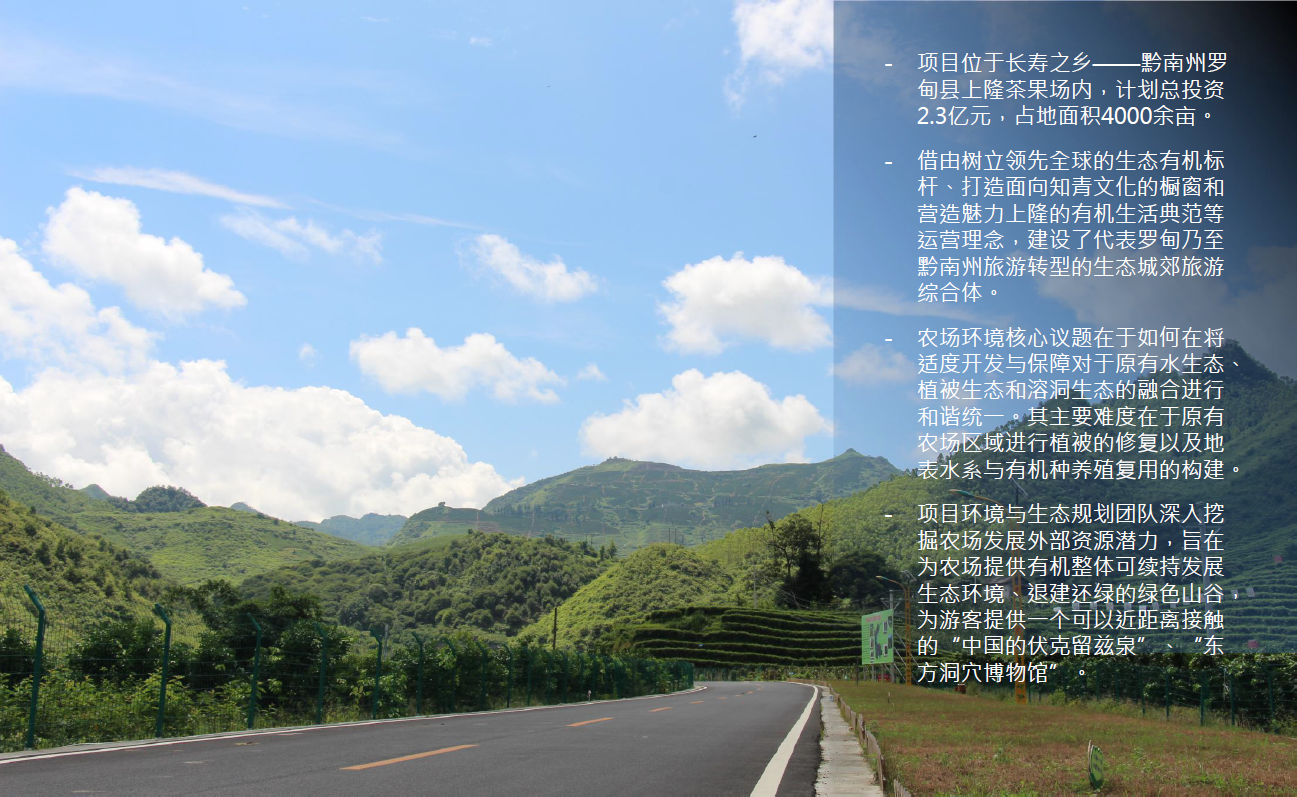 - 项目位于长寿之乡——黔南州罗
甸县上隆茶果场内，计划总投资
2.3亿元，占地面积4000余亩。
- 借由树立领先全球的生态有机标
杆、打造面向知青文化的橱窗和
营造魅力上隆的有机生活典范等
运营理念，建设了代表罗甸乃至
黔南州旅游转型的生态城郊旅游
综合体。
- 农场环境核心议题在于如何在将
适度开发与保障对于原有水生态、
植被生态和溶洞生态的融合进行
和谐统一。其主要难度在于原有
农场区域进行植被的修复以及地
表水系与有机种养殖复用的构建。
- 项目环境与生态规划团队深入挖
掘农场发展外部资源潜力，旨在
为农场提供有机整体可续持发展
生态环境、退建还绿的绿色山谷，
为游客提供一个可以近距离接触
的“中国的伏克留兹泉”、“东
方洞穴博物馆”。